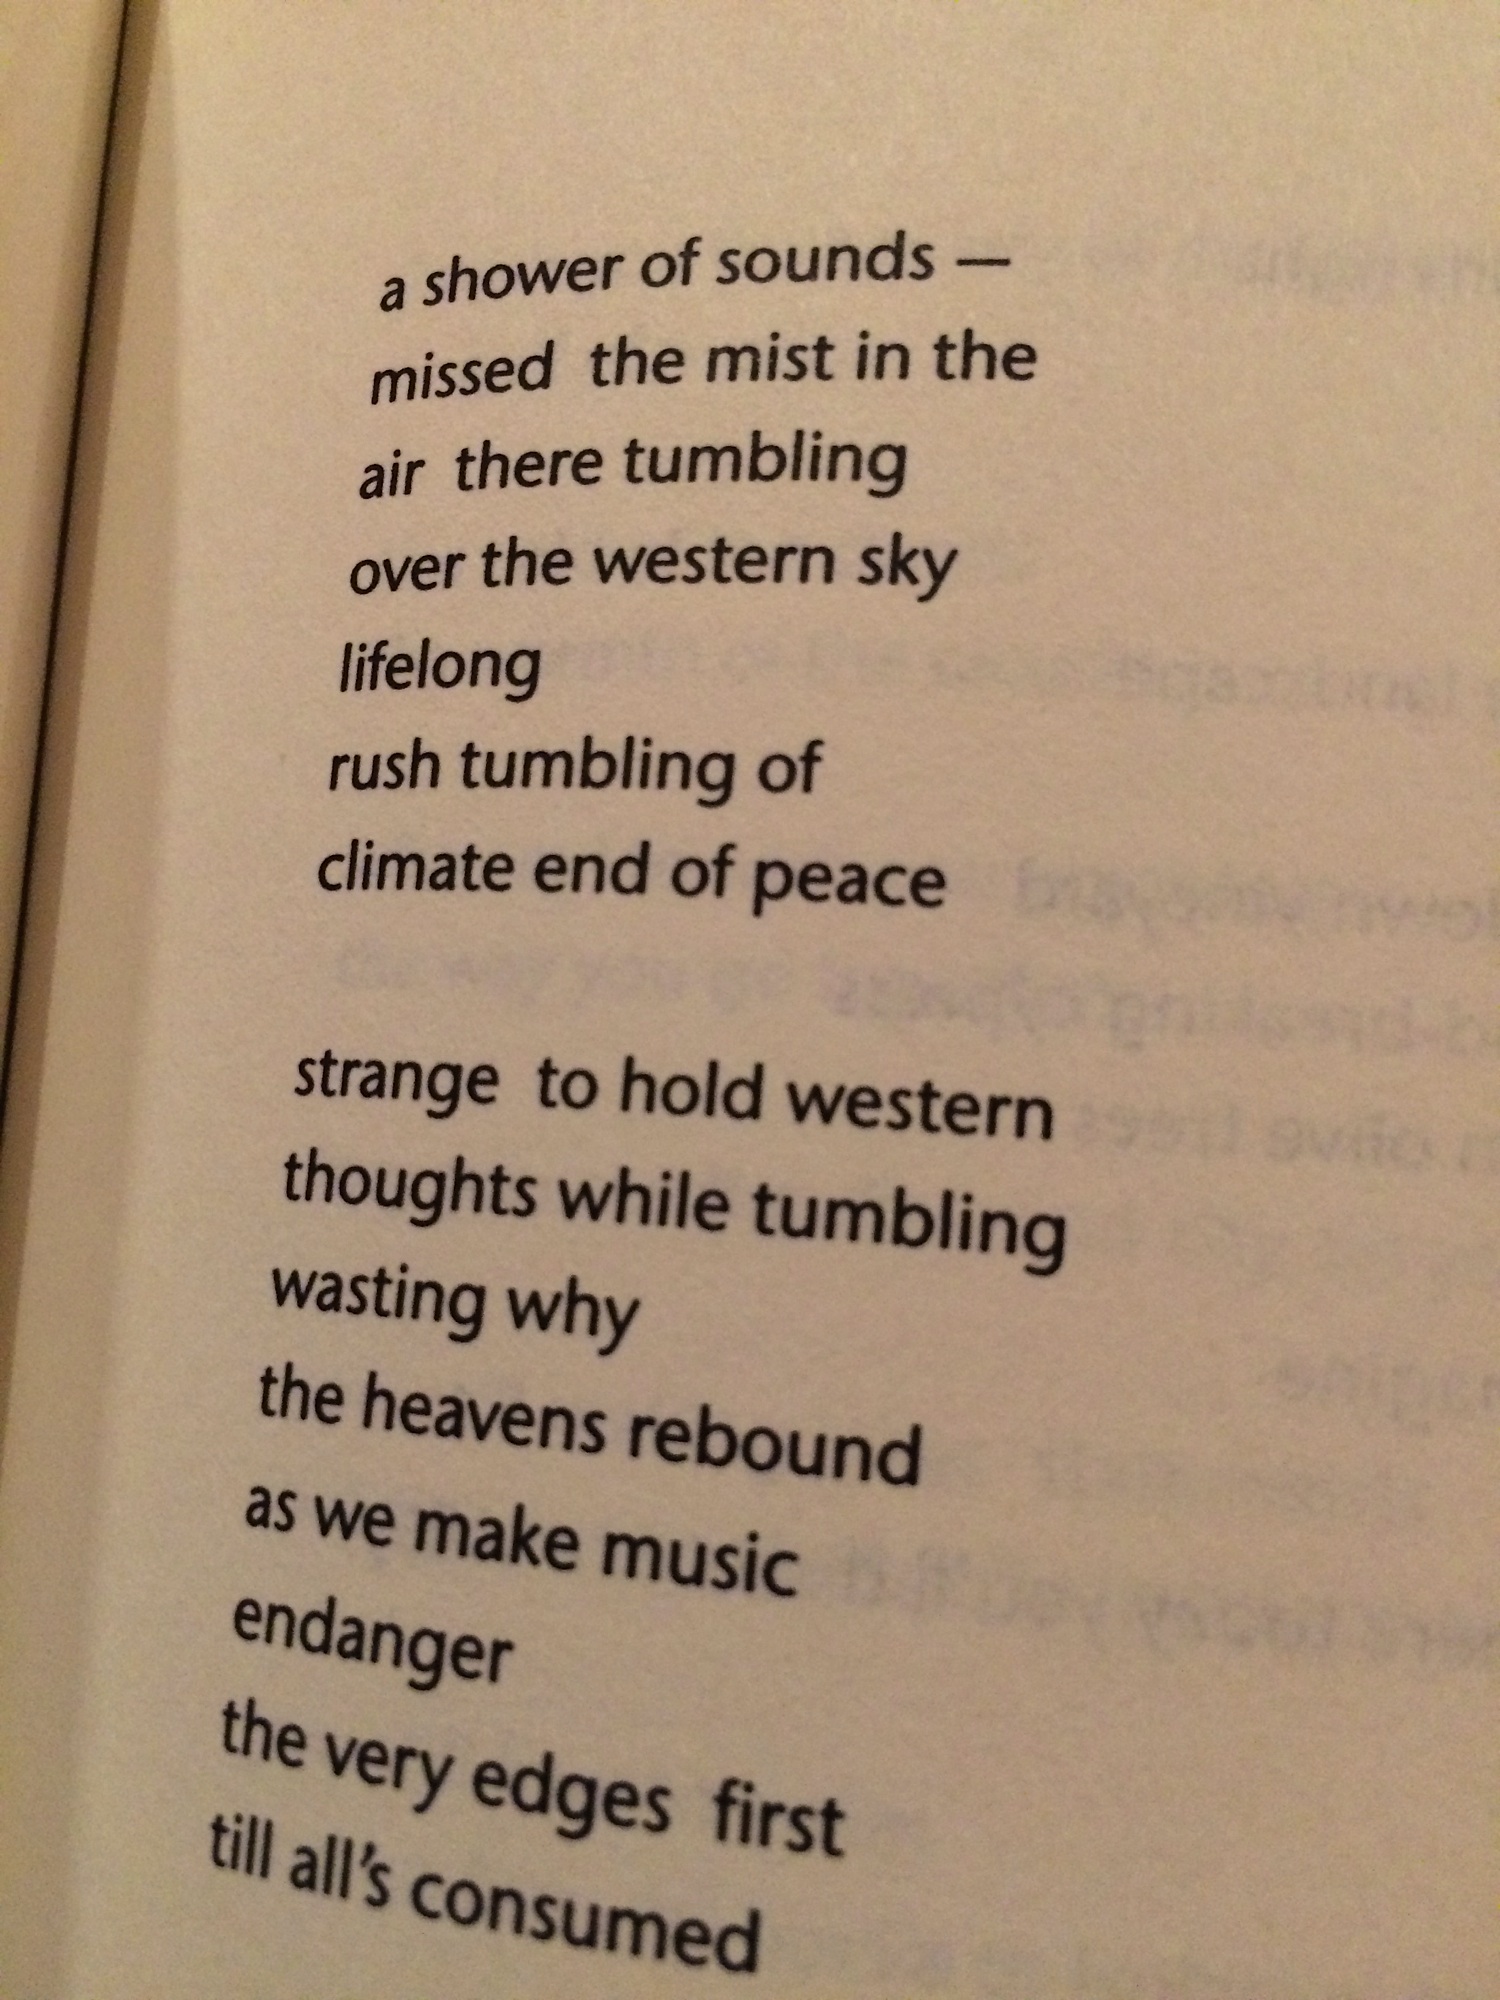 a shower of sounds —
missed  the mist in the
air  there tumbling
over the western sky
lifelong
rush tumbling of
climate end of peace
strange  to hold western
thoughts while tumbling
wasting why
the heavens rebound
as we make music
endanger
the very edges  first
till all’s consumed